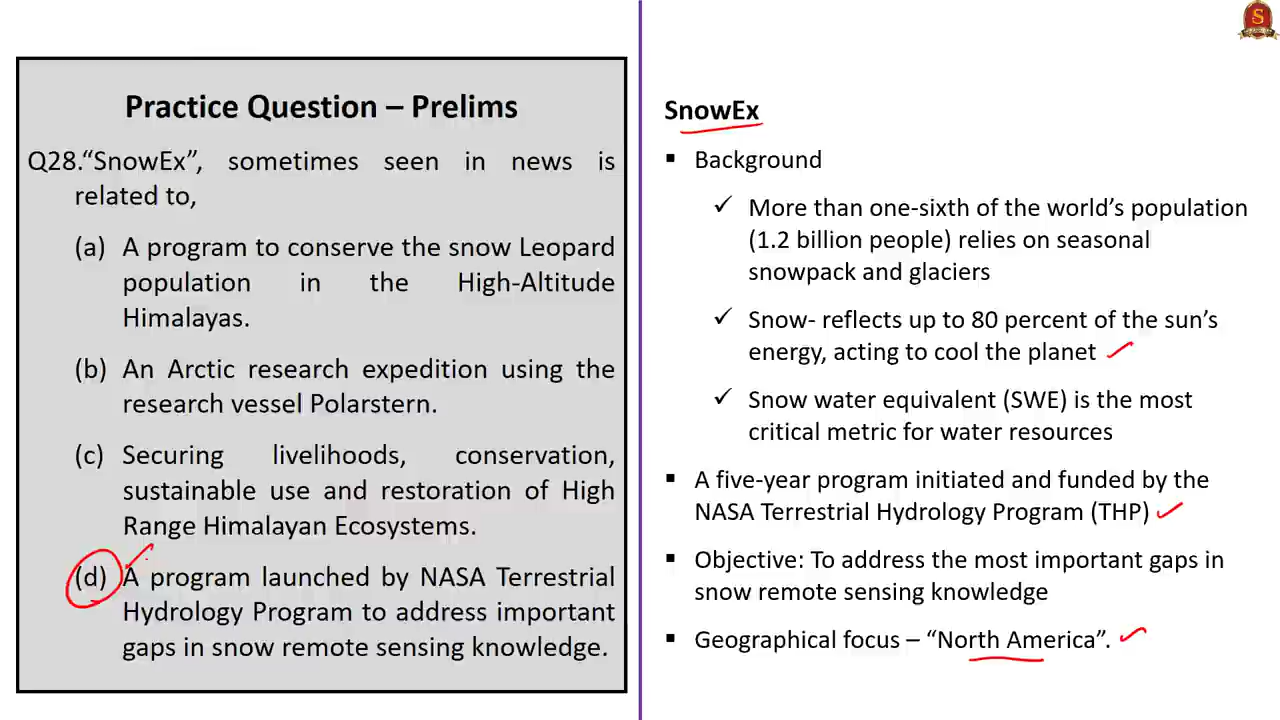 Practice Question – Prelims
Q28.“SnowEx”, sometimes seen in news is
related to,
(a) A program to conserve the snow Leopard
population in the High-Altitude
Himalayas.
(b) An Arctic research expedition using the
research vessel Polarstern.
(c) Securing livelihoods, conservation,
sustainable use and restoration of High
Range Himalayan Ecosystems.
(d) A program launched by NASA Terrestrial
Hydrology Program to address important
gaps in snow remote sensing knowledge.
SnowEx
▪ Background
✓ More than one-sixth of the world’s population
(1.2 billion people) relies on seasonal
snowpack and glaciers
✓ Snow- reflects up to 80 percent of the sun’s
energy, acting to cool the planet
✓ Snow water equivalent (SWE) is the most
critical metric for water resources
▪ A five-year program initiated and funded by the
NASA Terrestrial Hydrology Program (THP)
▪ Objective: To address the most important gaps in
snow remote sensing knowledge
▪ Geographical focus – “North America”.
S